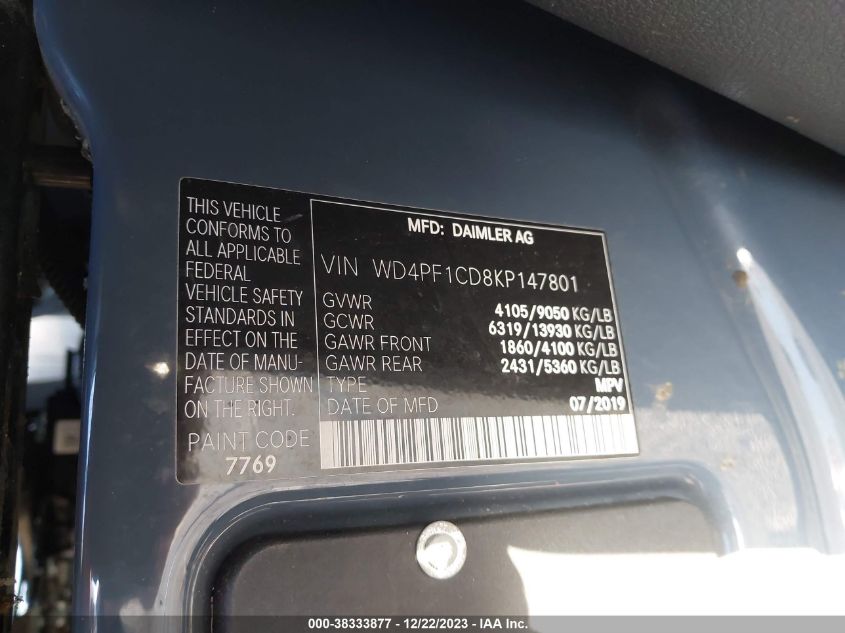 THIS VEHICLE
CONFORMS TO
ALL APPLICABLE
FEDERAL
VEHICLE SAFETY
STANDARDS IN
EFFECT ON THE
DATE OF MANU-
FACTURE SHOWN
ON THE RIGHT.
PAINT CODE
7769
MFD: DAIMLER AG
VIN WD4PF1CD8KP147801
GVWR 4105/9050 KG/LB
GCWR 6319/13930 KG/LB
GAWR FRONT 1860/4100 KG/LB
GAWR REAR 2431/5360 KG/LB
TYPE MPV
DATE OF MFD 07/2019
000-38333877 - 12/22/2023 - IAA Inc.